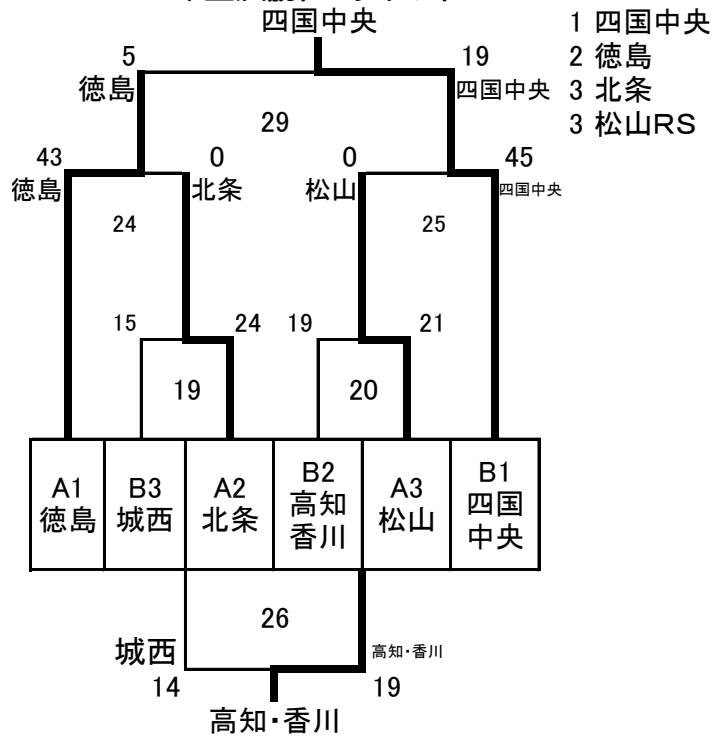 四国中央
1 四国中央
2 徳島
3 北条
3 松山RS
5
19
徳島
四国中央
29
43
0
0
45
徳島
北条
松山
四国中央
24
25
15
24
19
21
19
20
A1
徳島
B3
城西
A2
北条
B2
高知
香川
A3
松山
B1
四国
中央
26
城西
高知・香川
14
19
高知・香川